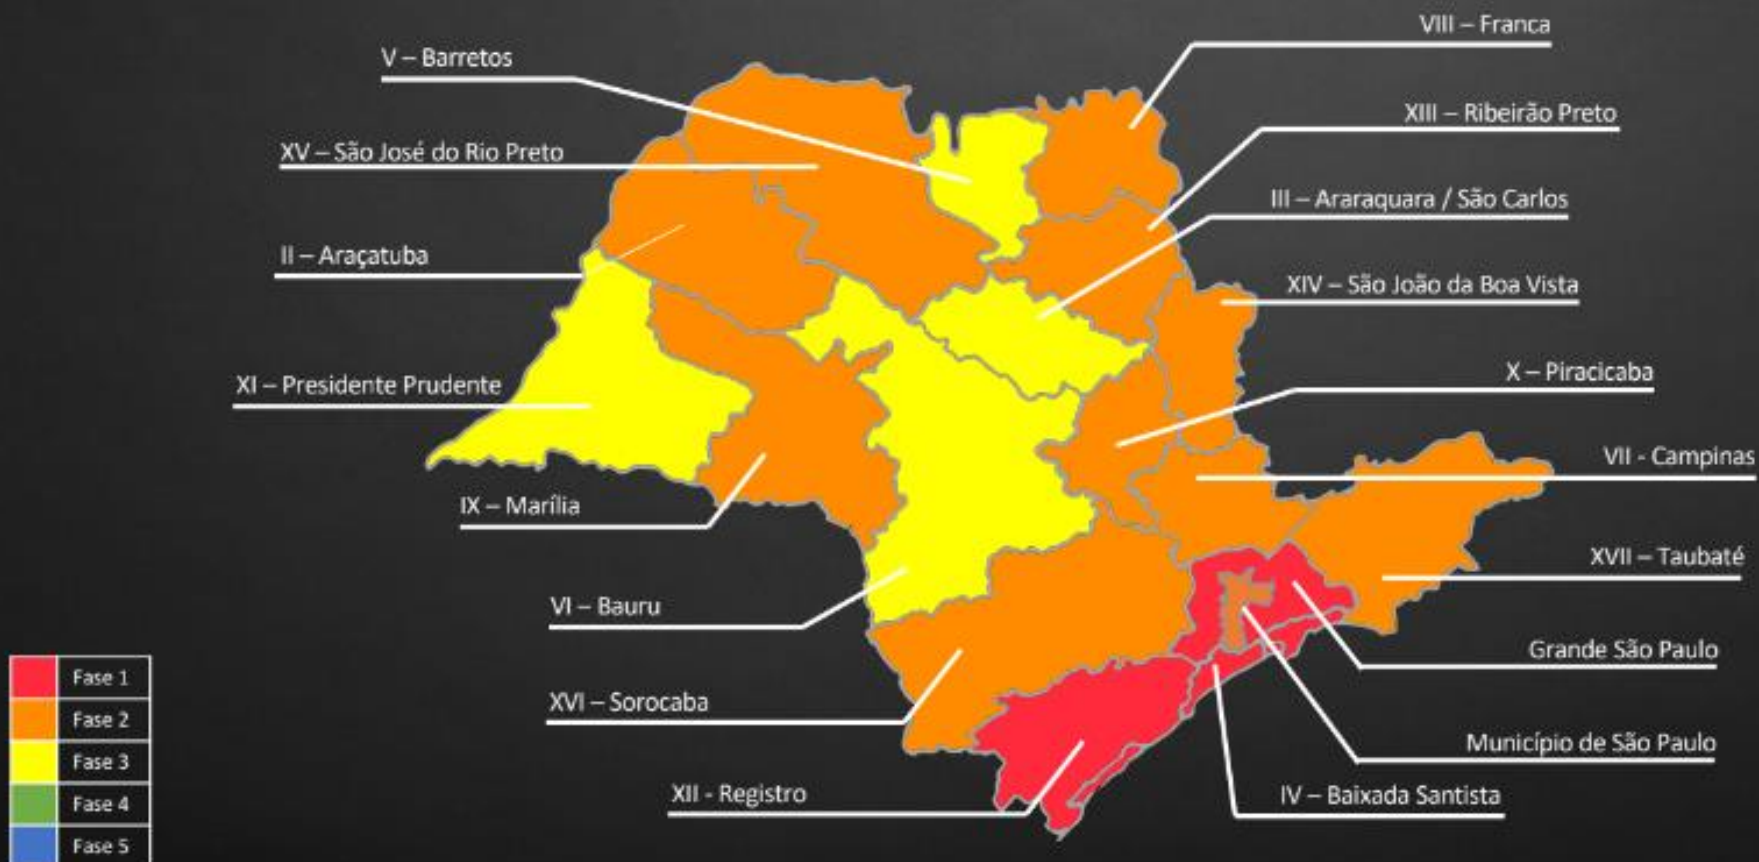 VIII – Franca
V – Barretos
XIII – Ribeirão Preto
XV – São José do Rio Preto
III – Araraquara / São Carlos
II – Araçatuba
XIV – São João da Boa Vista
XI – Presidente Prudente
X – Piracicaba
VII - Campinas
IX – Marília
XVII – Taubaté
VI – Bauru
Grande São Paulo
XVI – Sorocaba
Município de São Paulo
XII - Registro
IV – Baixada Santista
Fase 1
Fase 2
Fase 3
Fase 4
Fase 5